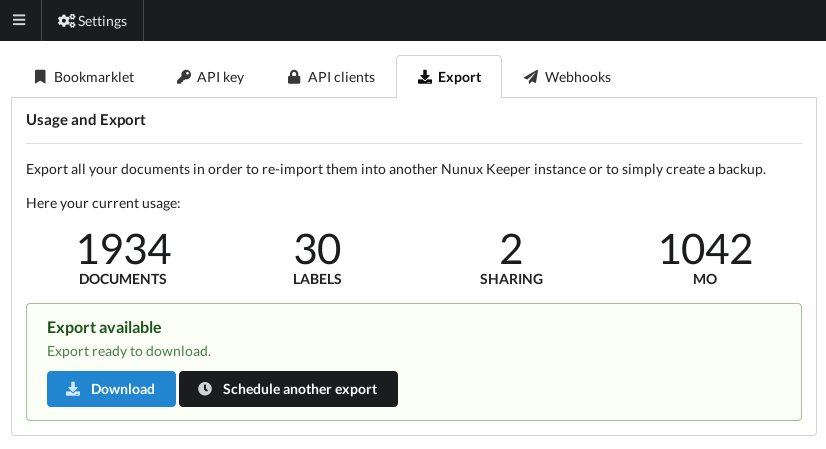 Settings
Bookmarklet API key API clients Export Webhooks
Usage and Export
Export all your documents in order to re-import them into another Nunux Keeper instance or to simply create a backup.
Here your current usage:
1934 30 2 1042
DOCUMENTS LABELS SHARING MO
Export available
Export ready to download.
Download Schedule another export